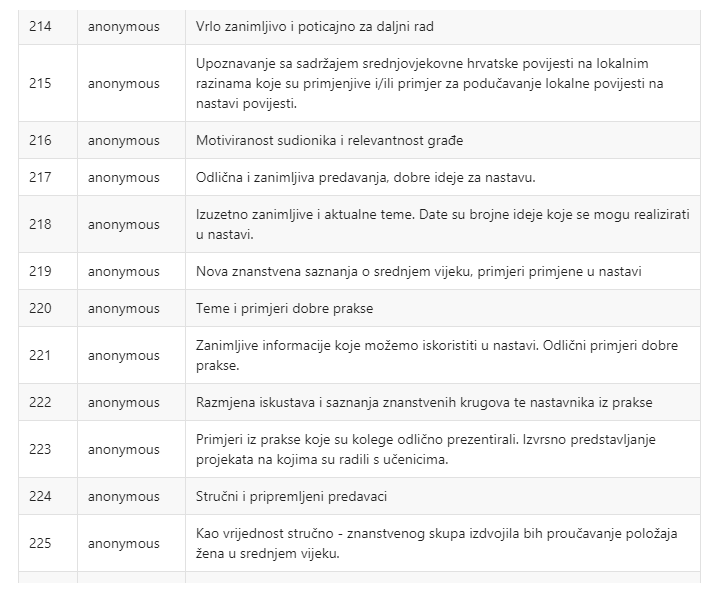 214 anonymous Vrlo zanimljivo i poticajno za daljni rad
215 anonymous Upoznavanje sa sadržajem srednjovjekovne hrvatske povijesti na lokalnim
razinama koje su primjenjive i/ili primjer za podučavanje lokalne povijesti na
nastavi povijesti.
216 anonymous Motiviranost sudionika i relevantnost građe
217 anonymous Odlična i zanimljiva predavanja, dobre ideje za nastavu.
218 anonymous Izuzetno zanimljive i aktualne teme. Date su brojne ideje koje se mogu realizirati
u nastavi.
219 anonymous Nova znanstvena saznanja o srednjem vijeku, primjeri primjene u nastavi
220 anonymous Teme i primjeri dobre prakse
221 anonymous Zanimljive informacije koje možemo iskoristiti u nastavi. Odlični primjeri dobre
prakse.
222 anonymous Razmjena iskustava i saznanja znanstvenih krugova te nastavnika iz prakse
223 anonymous Primjeri iz prakse koje su kolege odlično prezentirali. Izvrsno predstavljanje
projekata na kojima su radili s učenicima.
224 anonymous Stručni i pripremljeni predavaci
225 anonymous Kao vrijednost stručno - znanstvenog skupa izdvojila bih proučavanje položaja
žena u srednjem vijeku.